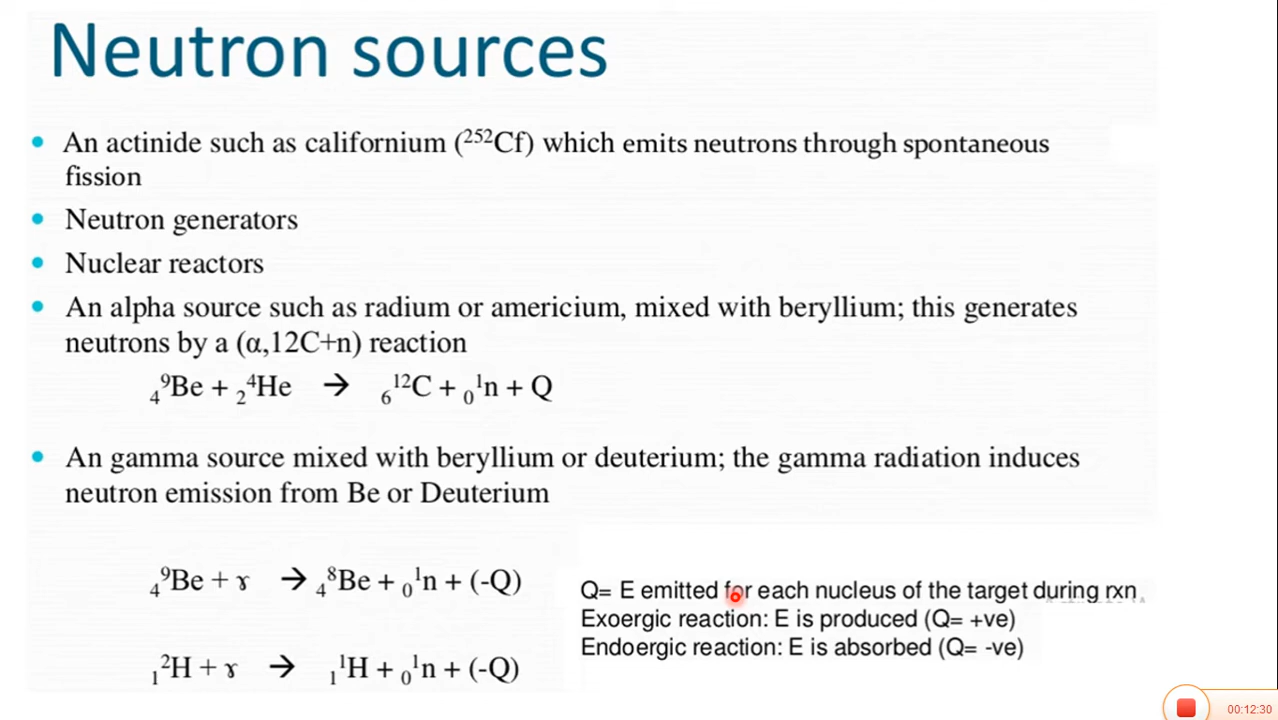 Neutron sources
• An actinide such as californium (²⁵²Cf) which emits neutrons through spontaneous
fission
• Neutron generators
• Nuclear reactors
• An alpha source such as radium or americium, mixed with beryllium; this generates
neutrons by a (α,12C+n) reaction
₄⁹Be + ₂⁴He → ₆¹²C + ₀¹n + Q
• An gamma source mixed with beryllium or deuterium; the gamma radiation induces
neutron emission from Be or Deuterium
₄⁹Be + ɤ → ₄⁸Be + ₀¹n + (-Q)
₁²H + ɤ → ₁¹H + ₀¹n + (-Q)
Q= E emitted for each nucleus of the target during rxn
Exoergic reaction: E is produced (Q= +ve)
Endoergic reaction: E is absorbed (Q= -ve)
00:12:30